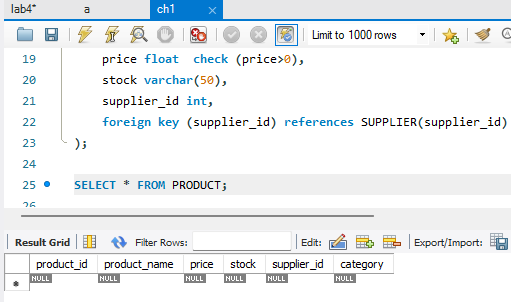 lab4* a ch1
Limit to 1000 rows
19 price float check (price>0),
20 stock varchar(50),
21 supplier_id int,
22 foreign key (supplier_id) references SUPPLIER(supplier_id)
23 );
24
25 SELECT * FROM PRODUCT;
26
Result Grid Filter Rows: Edit: Export/Import:
product_id product_name price stock supplier_id category
NULL NULL NULL NULL NULL NULL